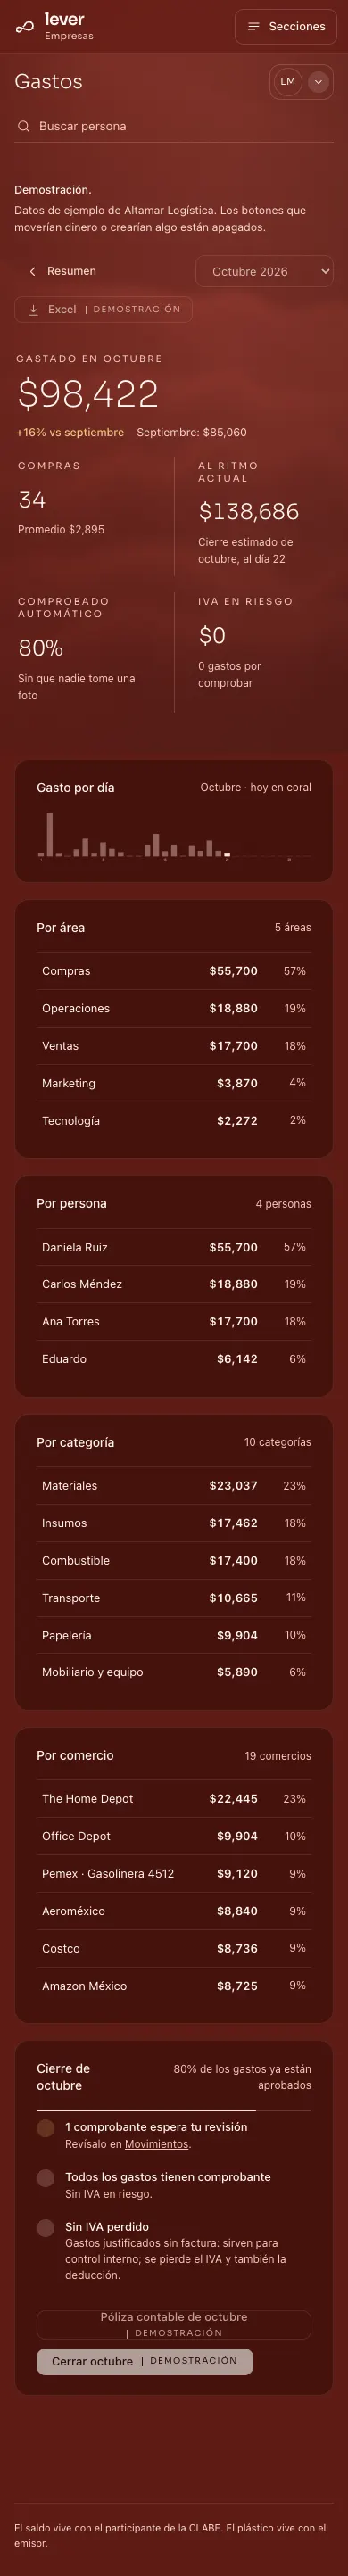 lever
Empresas
Secciones
Gastos
LM
Buscar persona
Demostración.
Datos de ejemplo de Altamar Logística. Los botones que
moverían dinero o crearían algo están apagados.
Resumen
Octubre 2026
Excel | DEMOSTRACIÓN
GASTADO EN OCTUBRE
$98,422
+16% vs septiembre Septiembre: $85,060
COMPRAS
34
Promedio $2,895
AL RITMO
ACTUAL
$138,686
Cierre estimado de
octubre, al día 22
COMPROBADO
AUTOMÁTICO
80%
Sin que nadie tome una
foto
IVA EN RIESGO
$0
0 gastos por
comprobar
Gasto por día Octubre · hoy en coral
Por área 5 áreas
Compras $55,700 57%
Operaciones $18,880 19%
Ventas $17,700 18%
Marketing $3,870 4%
Tecnología $2,272 2%
Por persona 4 personas
Daniela Ruiz $55,700 57%
Carlos Méndez $18,880 19%
Ana Torres $17,700 18%
Eduardo $6,142 6%
Por categoría 10 categorías
Materiales $23,037 23%
Insumos $17,462 18%
Combustible $17,400 18%
Transporte $10,665 11%
Papelería $9,904 10%
Mobiliario y equipo $5,890 6%
Por comercio 19 comercios
The Home Depot $22,445 23%
Office Depot $9,904 10%
Pemex · Gasolinera 4512 $9,120 9%
Aeroméxico $8,840 9%
Costco $8,736 9%
Amazon México $8,725 9%
Cierre de
octubre
80% de los gastos ya están
aprobados
1 comprobante espera tu revisión
Revísalo en Movimientos.
Todos los gastos tienen comprobante
Sin IVA en riesgo.
Sin IVA perdido
Gastos justificados sin factura: sirven para
control interno; se pierde el IVA y también la
deducción.
Póliza contable de octubre
| DEMOSTRACIÓN
Cerrar octubre | DEMOSTRACIÓN
El saldo vive con el participante de la CLABE. El plástico vive con el
emisor.